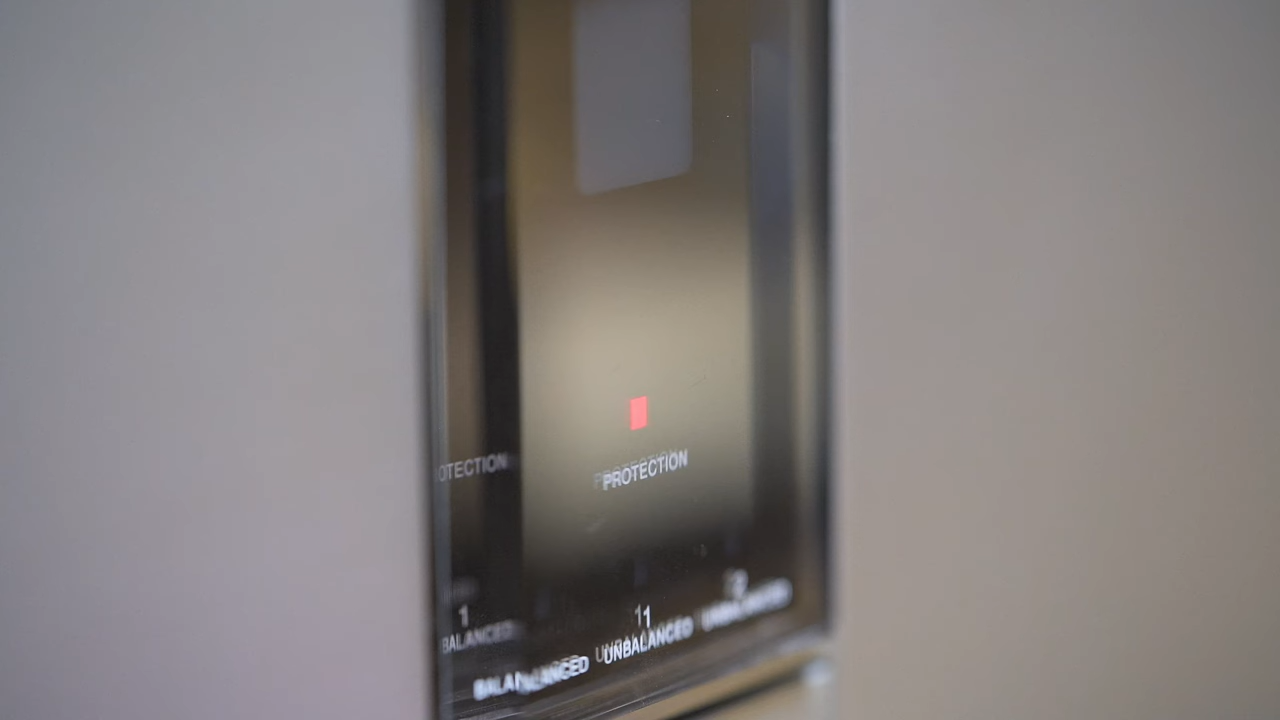 OTECTION PROTECTION
1 11 2
BALANCED UNBALANCED UNBALANCED
BALANCED